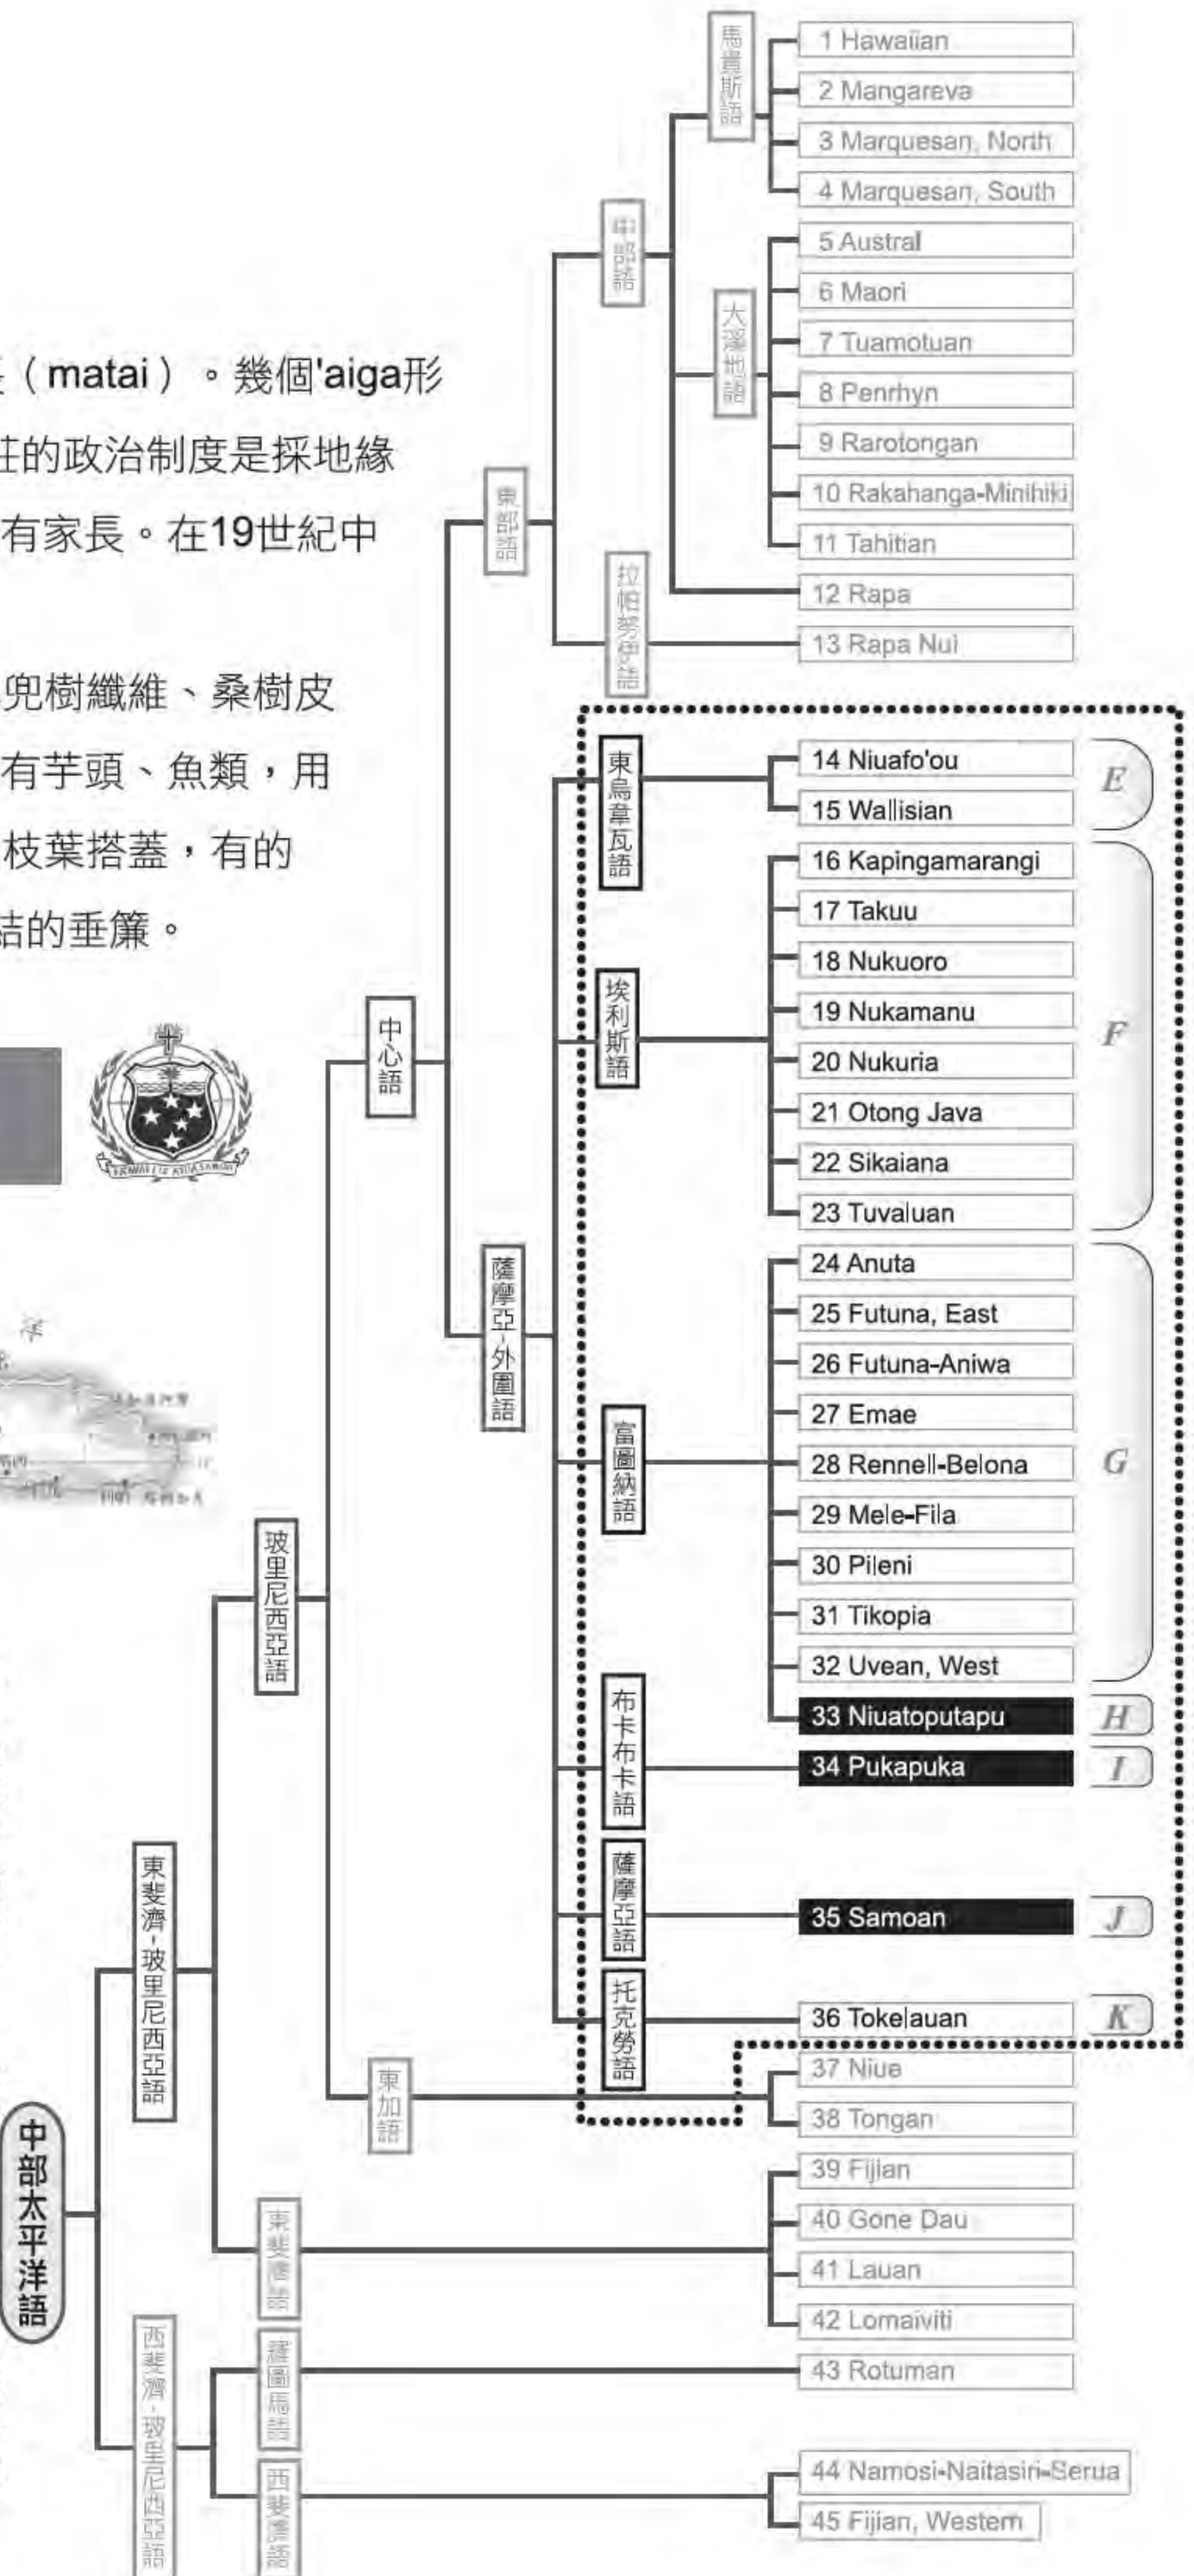 長（matai）。幾個'aiga形
莊的政治制度是採地緣
有家長。在19世紀中
兜樹纖維、桑樹皮
有芋頭、魚類，用
枝葉搭蓋，有的
結的垂簾。
洋
中部太平洋語
東斐濟-玻里尼西亞語
西斐濟-玻里尼西亞語
玻里尼西亞語
東斐濟語
羅圖馬語
西斐濟語
中心語
東加語
東部語
薩摩亞-外圍語
中部語
拉帕努伊語
馬貴斯語
大溪地語
東烏韋瓦語
埃利斯語
富圖納語
布卡布卡語
薩摩亞語
托克勞語
1 Hawaiian
2 Mangareva
3 Marquesan, North
4 Marquesan, South
5 Austral
6 Maori
7 Tuamotuan
8 Penrhyn
9 Rarotongan
10 Rakahanga-Minihiki
11 Tahitian
12 Rapa
13 Rapa Nui
14 Niuafo'ou
15 Wallisian
E
16 Kapingamarangi
17 Takuu
18 Nukuoro
19 Nukamanu
20 Nukuria
21 Otong Java
22 Sikaiana
23 Tuvaluan
F
24 Anuta
25 Futuna, East
26 Futuna-Aniwa
27 Emae
28 Rennell-Belona
29 Mele-Fila
30 Pileni
31 Tikopia
32 Uvean, West
G
33 Niuatoputapu
H
34 Pukapuka
I
35 Samoan
J
36 Tokelauan
K
37 Niue
38 Tongan
39 Fijian
40 Gone Dau
41 Lauan
42 Lomaiviti
43 Rotuman
44 Namosi-Naitasiri-Serua
45 Fijian, Western